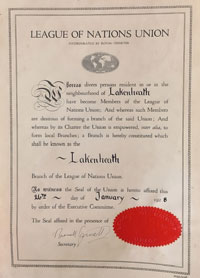 LEAGUE OF NATIONS UNION
INCORPORATED BY ROYAL CHARTER
Whereas divers persons resident in or in the
neighbourhood of Lakenheath
have become Members of the League of
Nations Union; And whereas such Members
are desirous of forming a branch of the said Union; And
whereas by its Charter the Union is empowered, inter alia, to
form local Branches; a Branch is hereby constituted which
shall be known as the
~ Lakenheath
Branch of the League of Nations Union.
As witness the Seal of the Union is hereto affixed this
~ day of January ~ 8
by order of the Executive Committee.
The Seal affixed in the presence of
Secretary